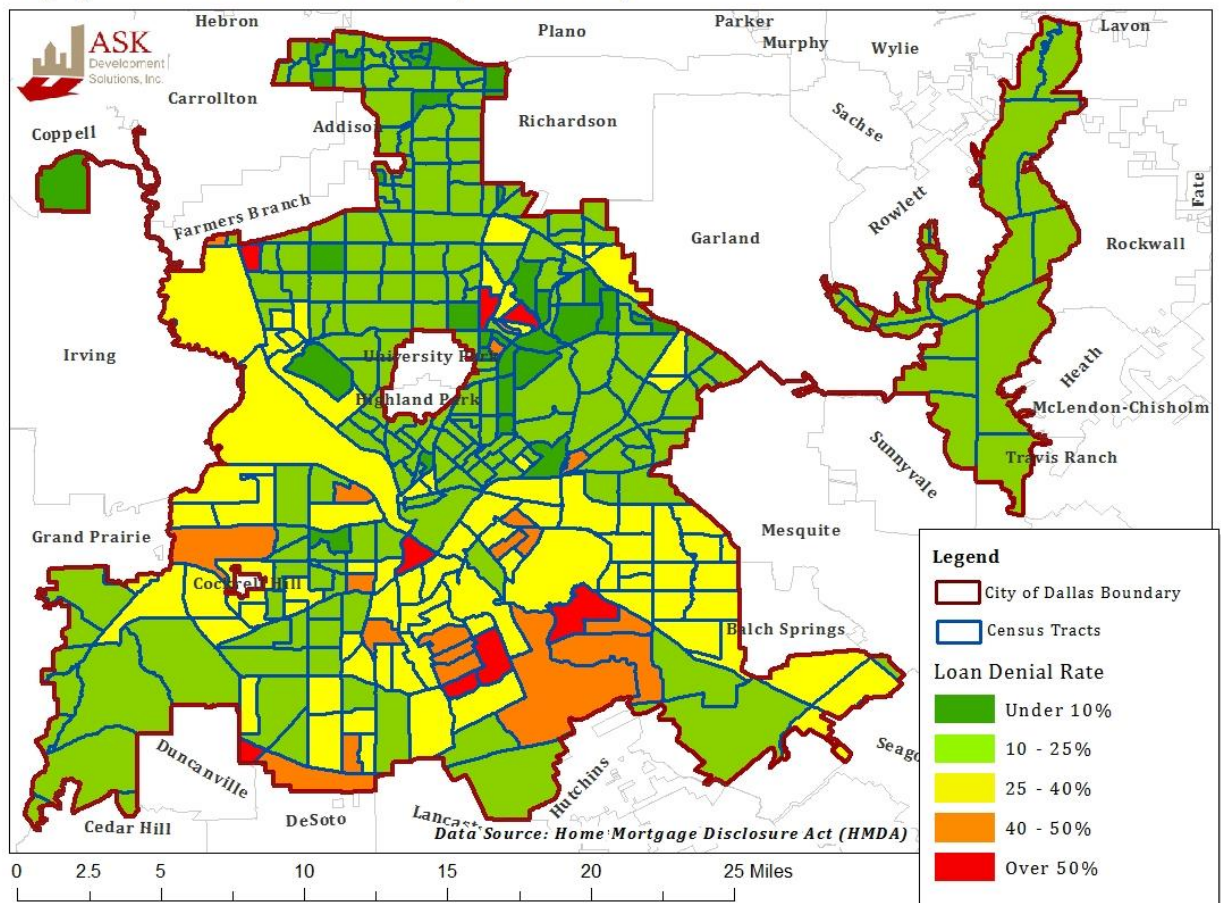 Hebron
Plano
Parker
Lavon
Murphy
Wylie
ASK
Development
Solutions, Inc.
Carrollton
Addison
Richardson
Sachse
Coppell
Fate
Farmers Branch
Rowlett
Garland
Rockwall
Irving
University Park
Heath
Highland Park
McLendon-Chisholm
Sunnyvale
Travis Ranch
Grand Prairie
Mesquite
Cockrell Hill
Balch Springs
Duncanville
Hutchins
Seago
Cedar Hill
DeSoto
Lancast
Data Source: Home Mortgage Disclosure Act (HMDA)
Legend
City of Dallas Boundary
Census Tracts
Loan Denial Rate
Under 10%
10 - 25%
25 - 40%
40 - 50%
Over 50%
0 2.5 5 10 15 20 25 Miles